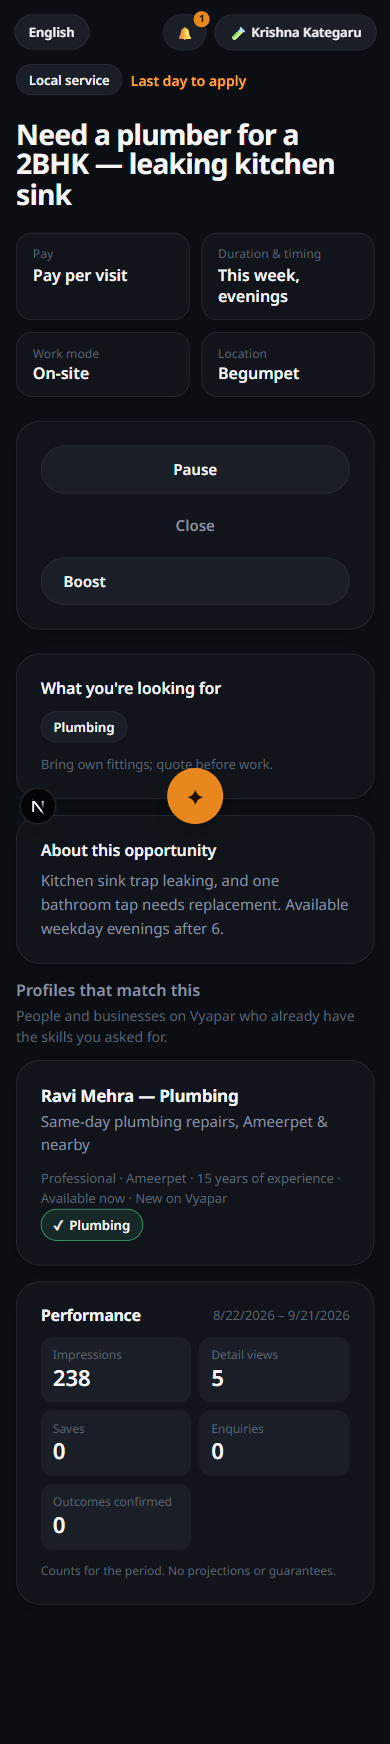 English
1
Krishna Kategaru
Local service
Last day to apply
Need a plumber for a
2BHK — leaking kitchen
sink
Pay
Pay per visit
Duration & timing
This week,
evenings
Work mode
On-site
Location
Begumpet
Pause
Close
Boost
What you're looking for
Plumbing
Bring own fittings; quote before work.
N
About this opportunity
Kitchen sink trap leaking, and one
bathroom tap needs replacement. Available
weekday evenings after 6.
Profiles that match this
People and businesses on Vyapar who already have
the skills you asked for.
Ravi Mehra — Plumbing
Same-day plumbing repairs, Ameerpet &
nearby
Professional · Ameerpet · 15 years of experience ·
Available now · New on Vyapar
✓ Plumbing
Performance
8/22/2026 – 9/21/2026
Impressions
238
Detail views
5
Saves
0
Enquiries
0
Outcomes confirmed
0
Counts for the period. No projections or guarantees.